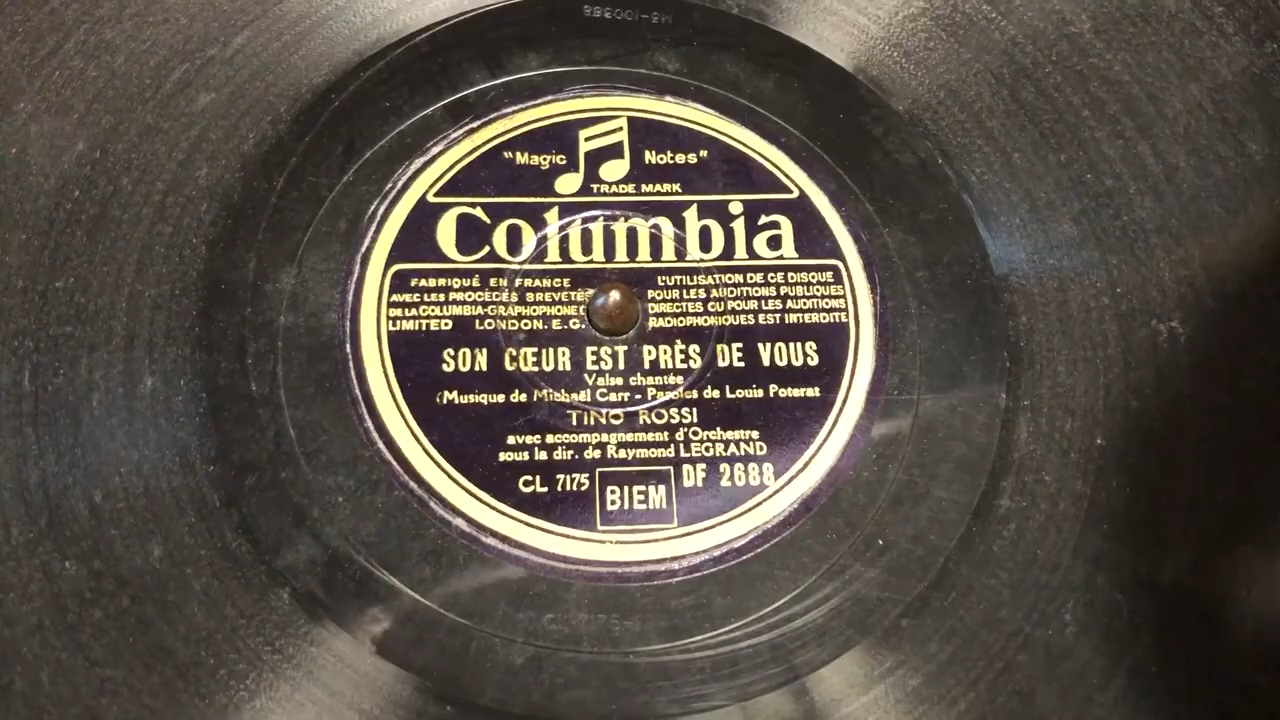 "Magic Notes"
TRADE MARK
Columbia
FABRIQUÉ EN FRANCE
AVEC LES PROCÉDÉS BREVETÉS
DE LA COLUMBIA-GRAPHOPHONE
LIMITED LONDON. E.C.
L'UTILISATION DE CE DISQUE
POUR LES AUDITIONS PUBLIQUES
DIRECTES OU POUR LES AUDITIONS
RADIOPHONIQUES EST INTERDITE
SON CŒUR EST PRÈS DE VOUS
Valse chantée
(Musique de Michaël Carr - Paroles de Louis Poterat
TINO ROSSI
avec accompagnement d'Orchestre
sous la dir. de Raymond LEGRAND
CL 7175 BIEM DF 2688